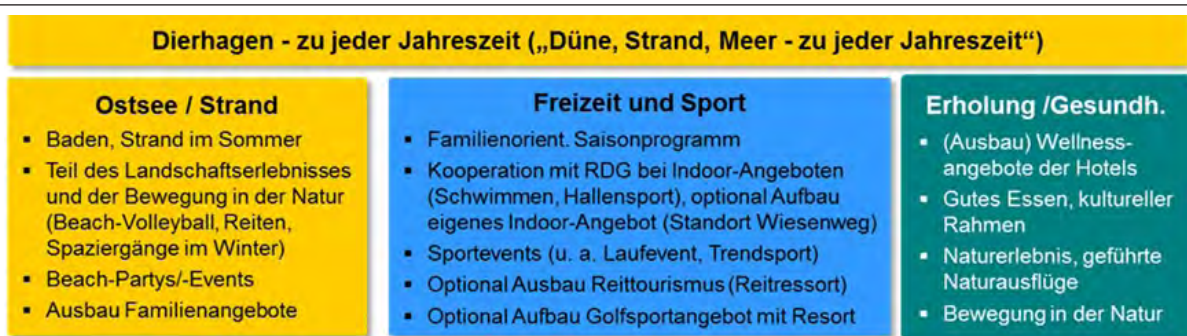 Dierhagen - zu jeder Jahreszeit („Düne, Strand, Meer - zu jeder Jahreszeit“)
Ostsee / Strand
▪ Baden, Strand im Sommer
▪ Teil des Landschaftserlebnisses
und der Bewegung in der Natur
(Beach-Volleyball, Reiten,
Spaziergänge im Winter)
▪ Beach-Partys/-Events
▪ Ausbau Familienangebote
Freizeit und Sport
▪ Familienorient. Saisonprogramm
▪ Kooperation mit RDG bei Indoor-Angeboten
(Schwimmen, Hallensport), optional Aufbau
eigenes Indoor-Angebot (Standort Wiesenweg)
▪ Sportevents (u. a. Laufevent, Trendsport)
▪ Optional Ausbau Reittourismus (Reitressort)
▪ Optional Aufbau Golfsportangebot mit Resort
Erholung /Gesundh.
▪ (Ausbau) Wellness-
angebote der Hotels
▪ Gutes Essen, kultureller
Rahmen
▪ Naturerlebnis, geführte
Naturausflüge
▪ Bewegung in der Natur